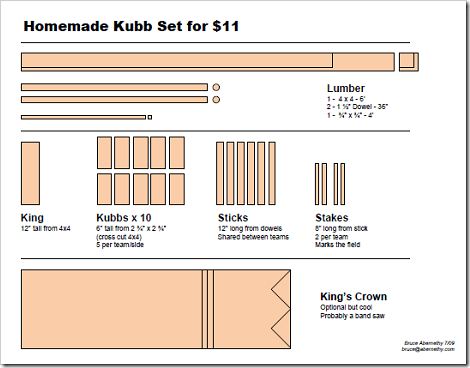 Homemade Kubb Set for $11
Lumber
1 - 4 x 4 - 6'
2 - 1 ¼" Dowel - 36"
1 - ¾" x ¾" - 4'
King
12" tall from 4x4
Kubbs x 10
6" tall from 2 ¾" x 2 ¾"
(cross cut 4x4)
5 per team/side
Sticks
12" long from dowels
Shared between teams
Stakes
8" long from stick
2 per team
Marks the field
King's Crown
Optional but cool
Probably a band saw
Bruce Abernethy 7/09
bruce@abernethy.com